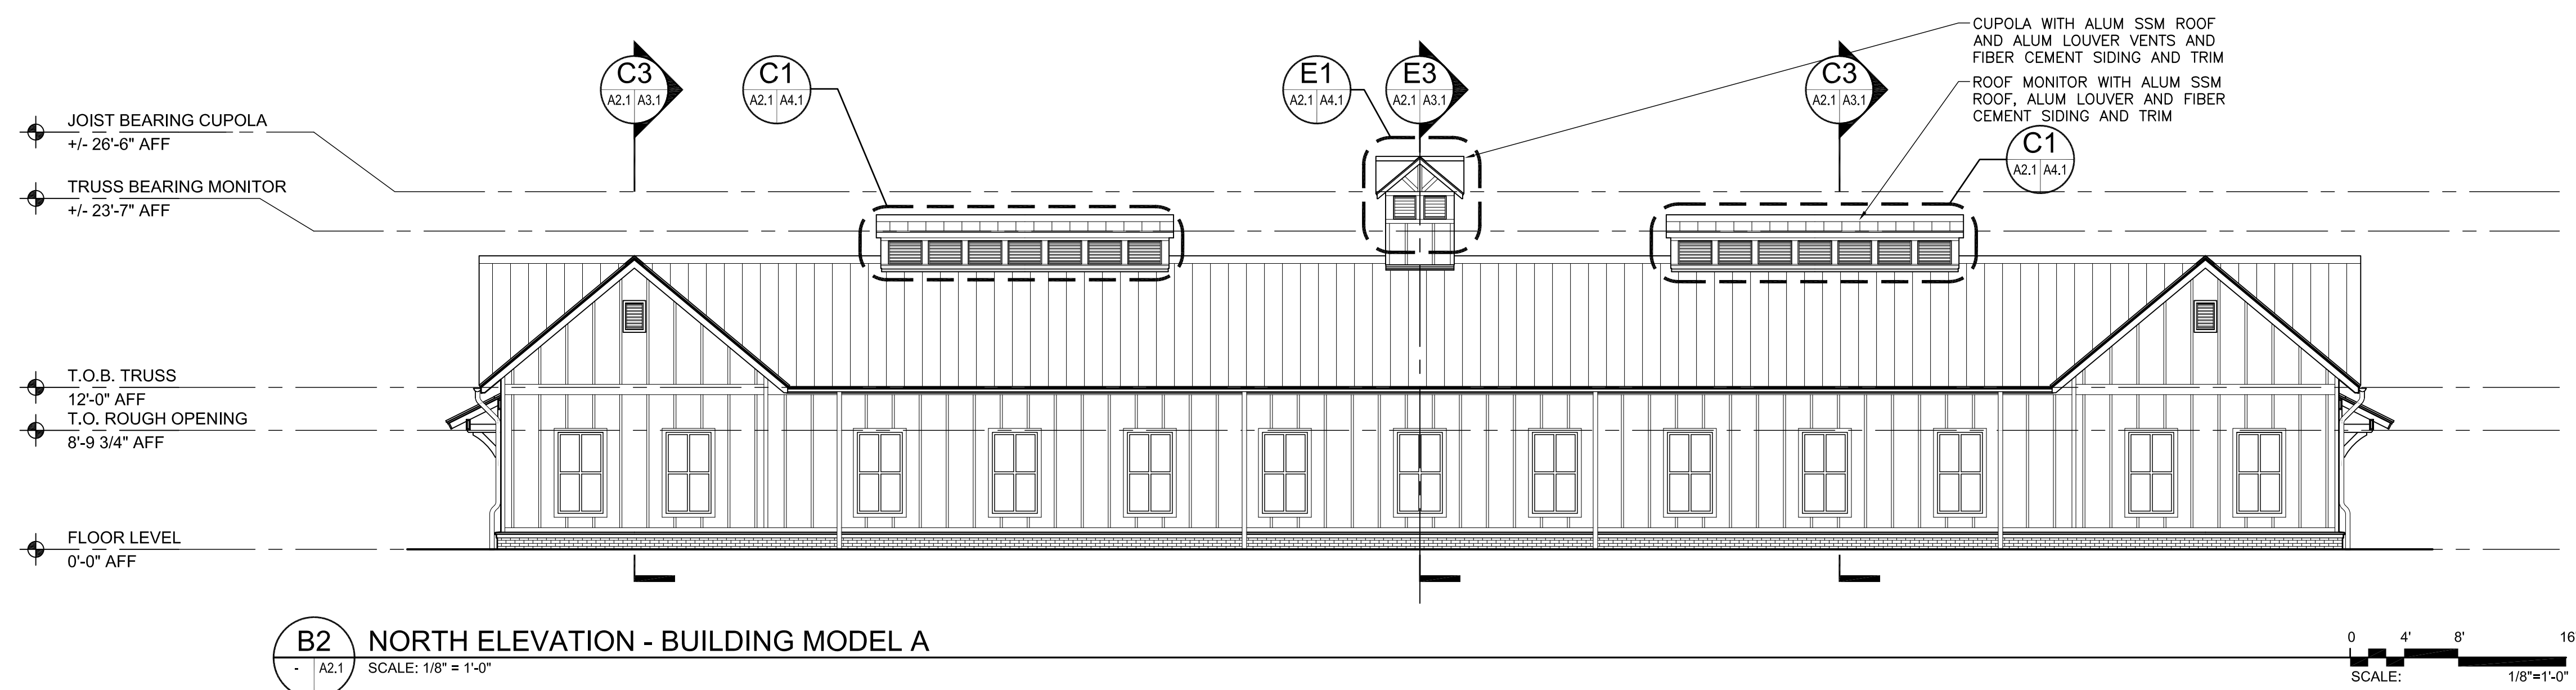 CUPOLA WITH ALUM SSM ROOF
AND ALUM LOUVER VENTS AND
FIBER CEMENT SIDING AND TRIM
ROOF MONITOR WITH ALUM SSM
ROOF, ALUM LOUVER AND FIBER
CEMENT SIDING AND TRIM
C3
A2.1 A3.1
C1
A2.1 A4.1
E1
A2.1 A4.1
E3
A2.1 A3.1
C3
A2.1 A3.1
C1
A2.1 A4.1
JOIST BEARING CUPOLA
+/- 26'-6" AFF
TRUSS BEARING MONITOR
+/- 23'-7" AFF
T.O.B. TRUSS
12'-0" AFF
T.O. ROUGH OPENING
8'-9 3/4" AFF
FLOOR LEVEL
0'-0" AFF
B2
- A2.1
NORTH ELEVATION - BUILDING MODEL A
SCALE: 1/8" = 1'-0"
0 4' 8' 16
SCALE: 1/8"=1'-0"